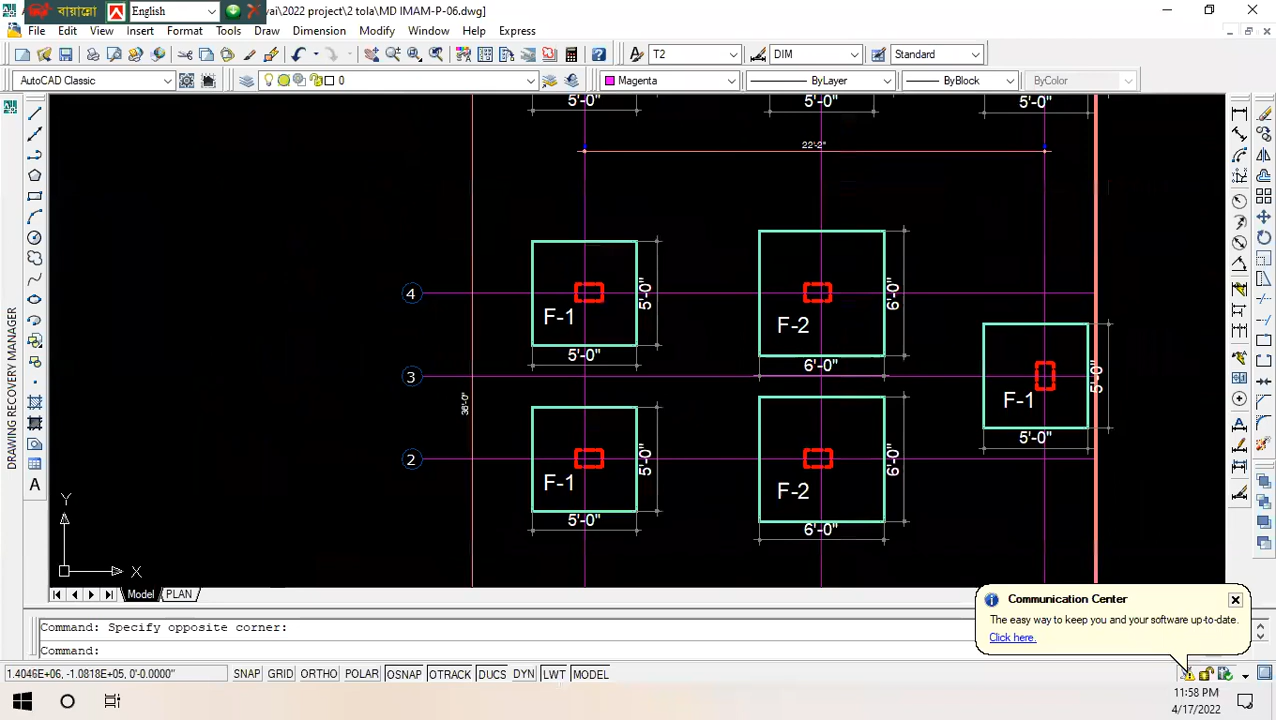 বায়ান্নো English vai\2022 project\2 tola\MD IMAM-P-06.dwg]
File Edit View Insert Format Tools Draw Dimension Modify Window Help Express
T2 DIM Standard
AutoCAD Classic 0 Magenta ByLayer ByBlock ByColor
5'-0" 5'-0" 5'-0"
22'-2"
4 F-1 5'-0" F-2 6'-0"
5'-0" 6'-0"
3 F-1 5'-0"
36'-0"
5'-0"
2 F-1 5'-0" F-2 6'-0"
5'-0" 6'-0"
DRAWING RECOVERY MANAGER
A
A
Y
X
Model PLAN
Communication Center
The easy way to keep you and your software up-to-date.
Click here.
Command: Specify opposite corner:
Command:
1.4046E+06, -1.0818E+05, 0'-0.0000" SNAP GRID ORTHO POLAR OSNAP OTRACK DUCS DYN LWT MODEL
11:58 PM
4/17/2022